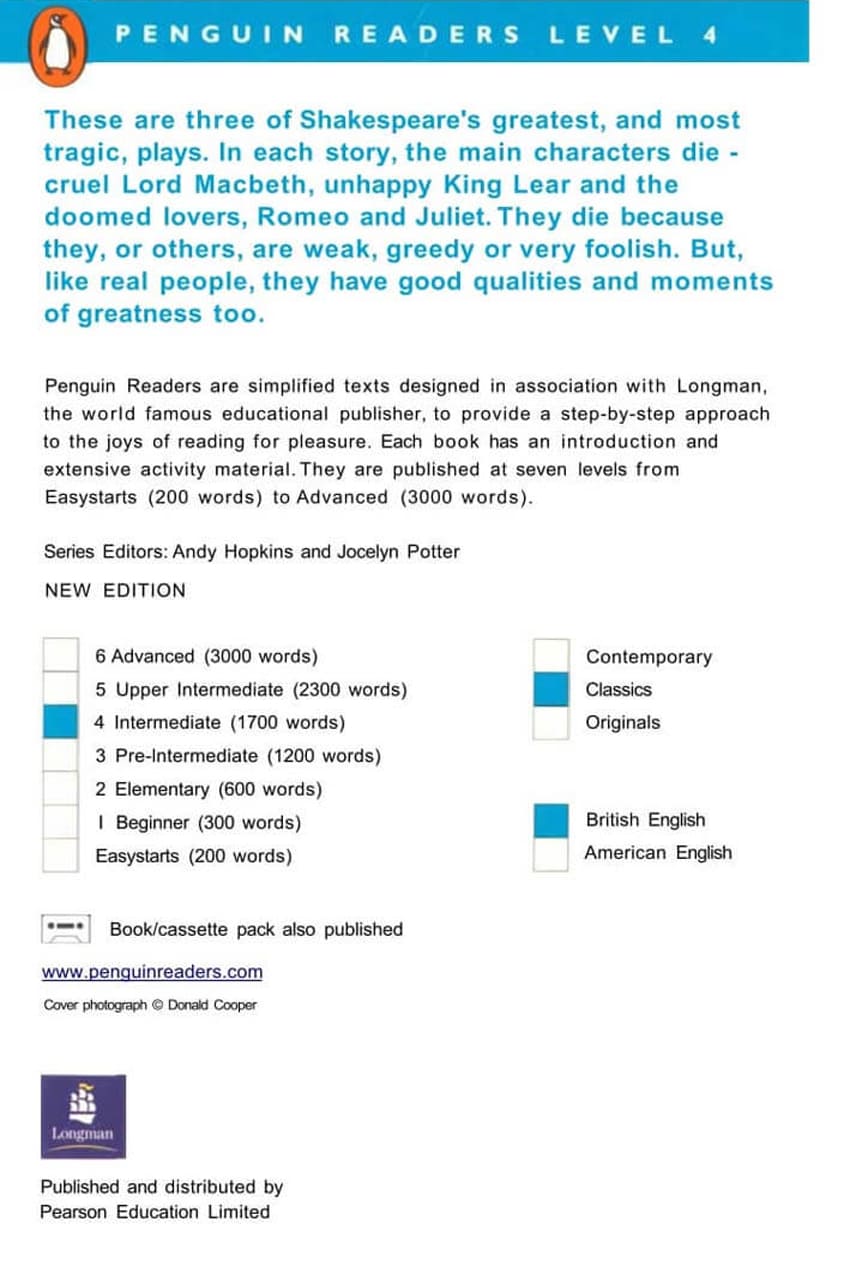 PENGUIN READERS LEVEL 4
These are three of Shakespeare's greatest, and most
tragic, plays. In each story, the main characters die -
cruel Lord Macbeth, unhappy King Lear and the
doomed lovers, Romeo and Juliet. They die because
they, or others, are weak, greedy or very foolish. But,
like real people, they have good qualities and moments
of greatness too.
Penguin Readers are simplified texts designed in association with Longman,
the world famous educational publisher, to provide a step-by-step approach
to the joys of reading for pleasure. Each book has an introduction and
extensive activity material. They are published at seven levels from
Easystarts (200 words) to Advanced (3000 words).
Series Editors: Andy Hopkins and Jocelyn Potter
NEW EDITION
6 Advanced (3000 words)
5 Upper Intermediate (2300 words)
4 Intermediate (1700 words)
3 Pre-Intermediate (1200 words)
2 Elementary (600 words)
I Beginner (300 words)
Easystarts (200 words)
Contemporary
Classics
Originals
British English
American English
Book/cassette pack also published
www.penguinreaders.com
Cover photograph © Donald Cooper
Longman
Published and distributed by
Pearson Education Limited